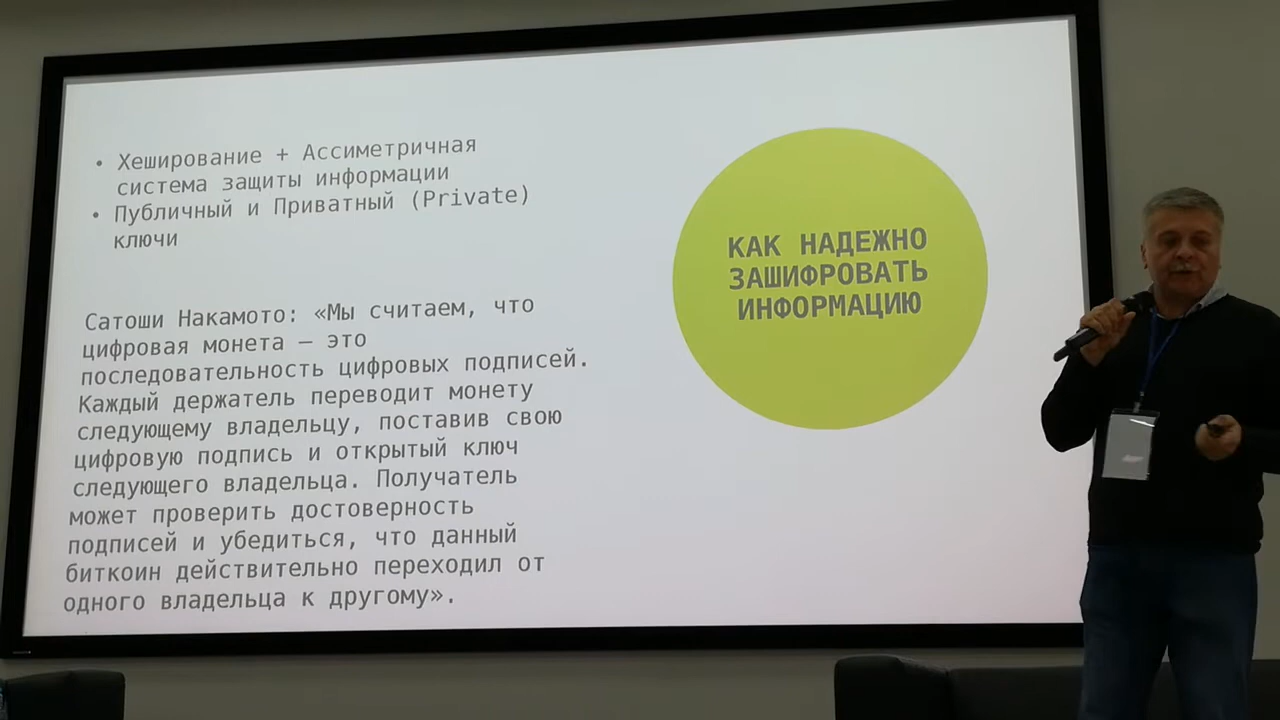 • Хеширование + Ассиметричная
система защиты информации
• Публичный и Приватный (Private)
ключи
Сатоши Накамото: «Мы считаем, что
цифровая монета – это
последовательность цифровых подписей.
Каждый держатель переводит монету
следующему владельцу, поставив свою
цифровую подпись и открытый ключ
следующего владельца. Получатель
может проверить достоверность
подписей и убедиться, что данный
биткоин действительно переходил от
одного владельца к другому».
КАК НАДЕЖНО
ЗАШИФРОВАТЬ
ИНФОРМАЦИЮ